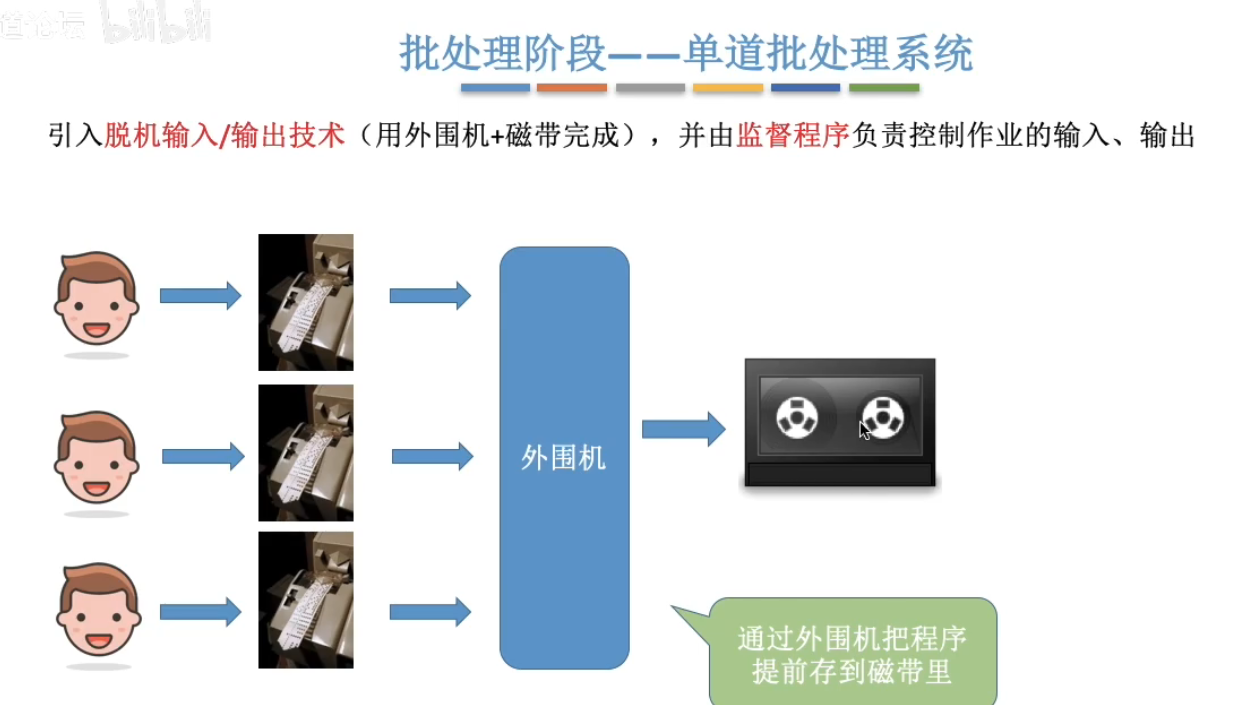 bilibili
批处理阶段——单道批处理系统
引入脱机输入/输出技术（用外围机+磁带完成），并由监督程序负责控制作业的输入、输出
外围机
通过外围机把程序
提前存到磁带里